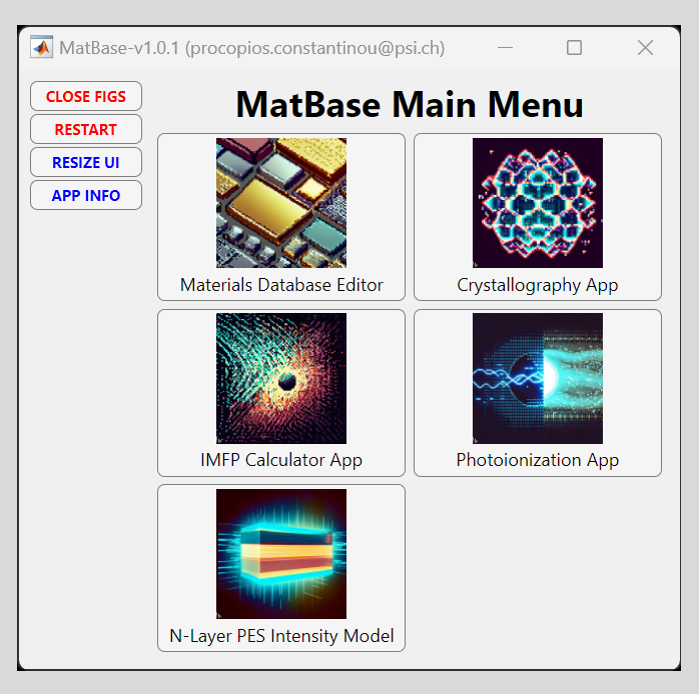 MatBase-v1.0.1 (procopios.constantinou@psi.ch)
CLOSE FIGS
RESTART
RESIZE UI
APP INFO
MatBase Main Menu
Materials Database Editor
Crystallography App
IMFP Calculator App
Photoionization App
N-Layer PES Intensity Model